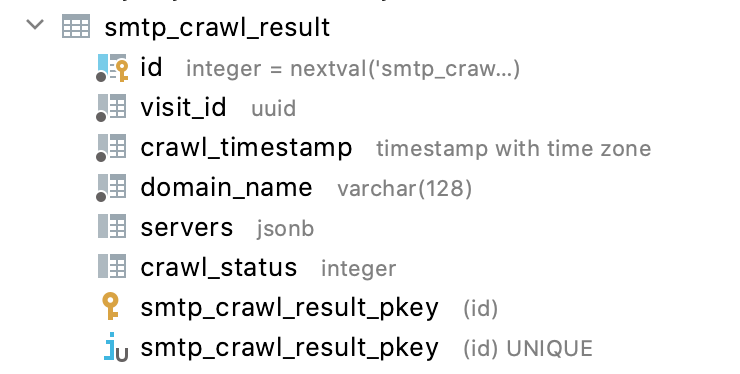 smtp_crawl_result
id integer = nextval('smtp_craw...)
visit_id uuid
crawl_timestamp timestamp with time zone
domain_name varchar(128)
servers jsonb
crawl_status integer
smtp_crawl_result_pkey (id)
smtp_crawl_result_pkey (id) UNIQUE